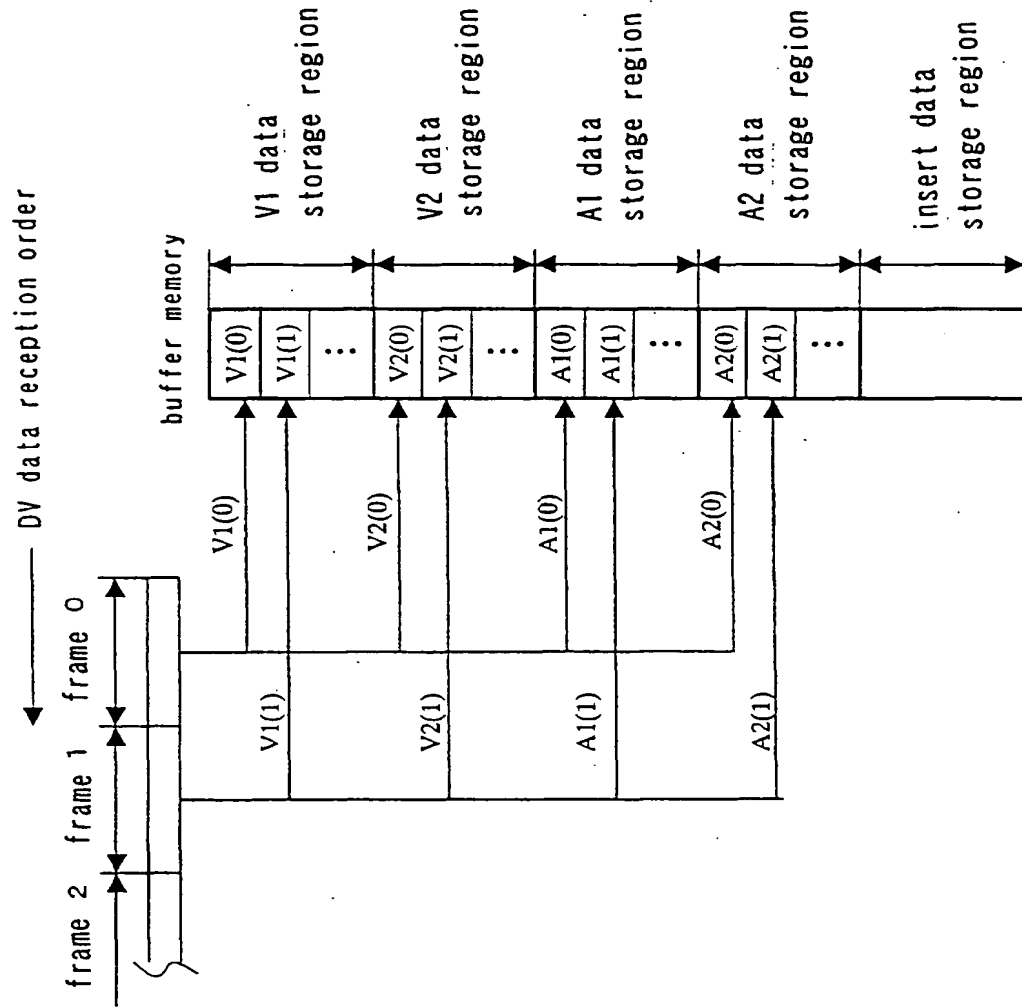 DV data reception order
frame 2
frame 1
frame 0
buffer memory
V1(0)
V1(1)
V2(0)
V2(1)
A1(0)
A1(1)
A2(0)
A2(1)
V1(0)
V1(1)
...
V2(0)
V2(1)
...
A1(0)
A1(1)
...
A2(0)
A2(1)
...
V1 data
storage region
V2 data
storage region
A1 data
storage region
A2 data
storage region
insert data
storage region